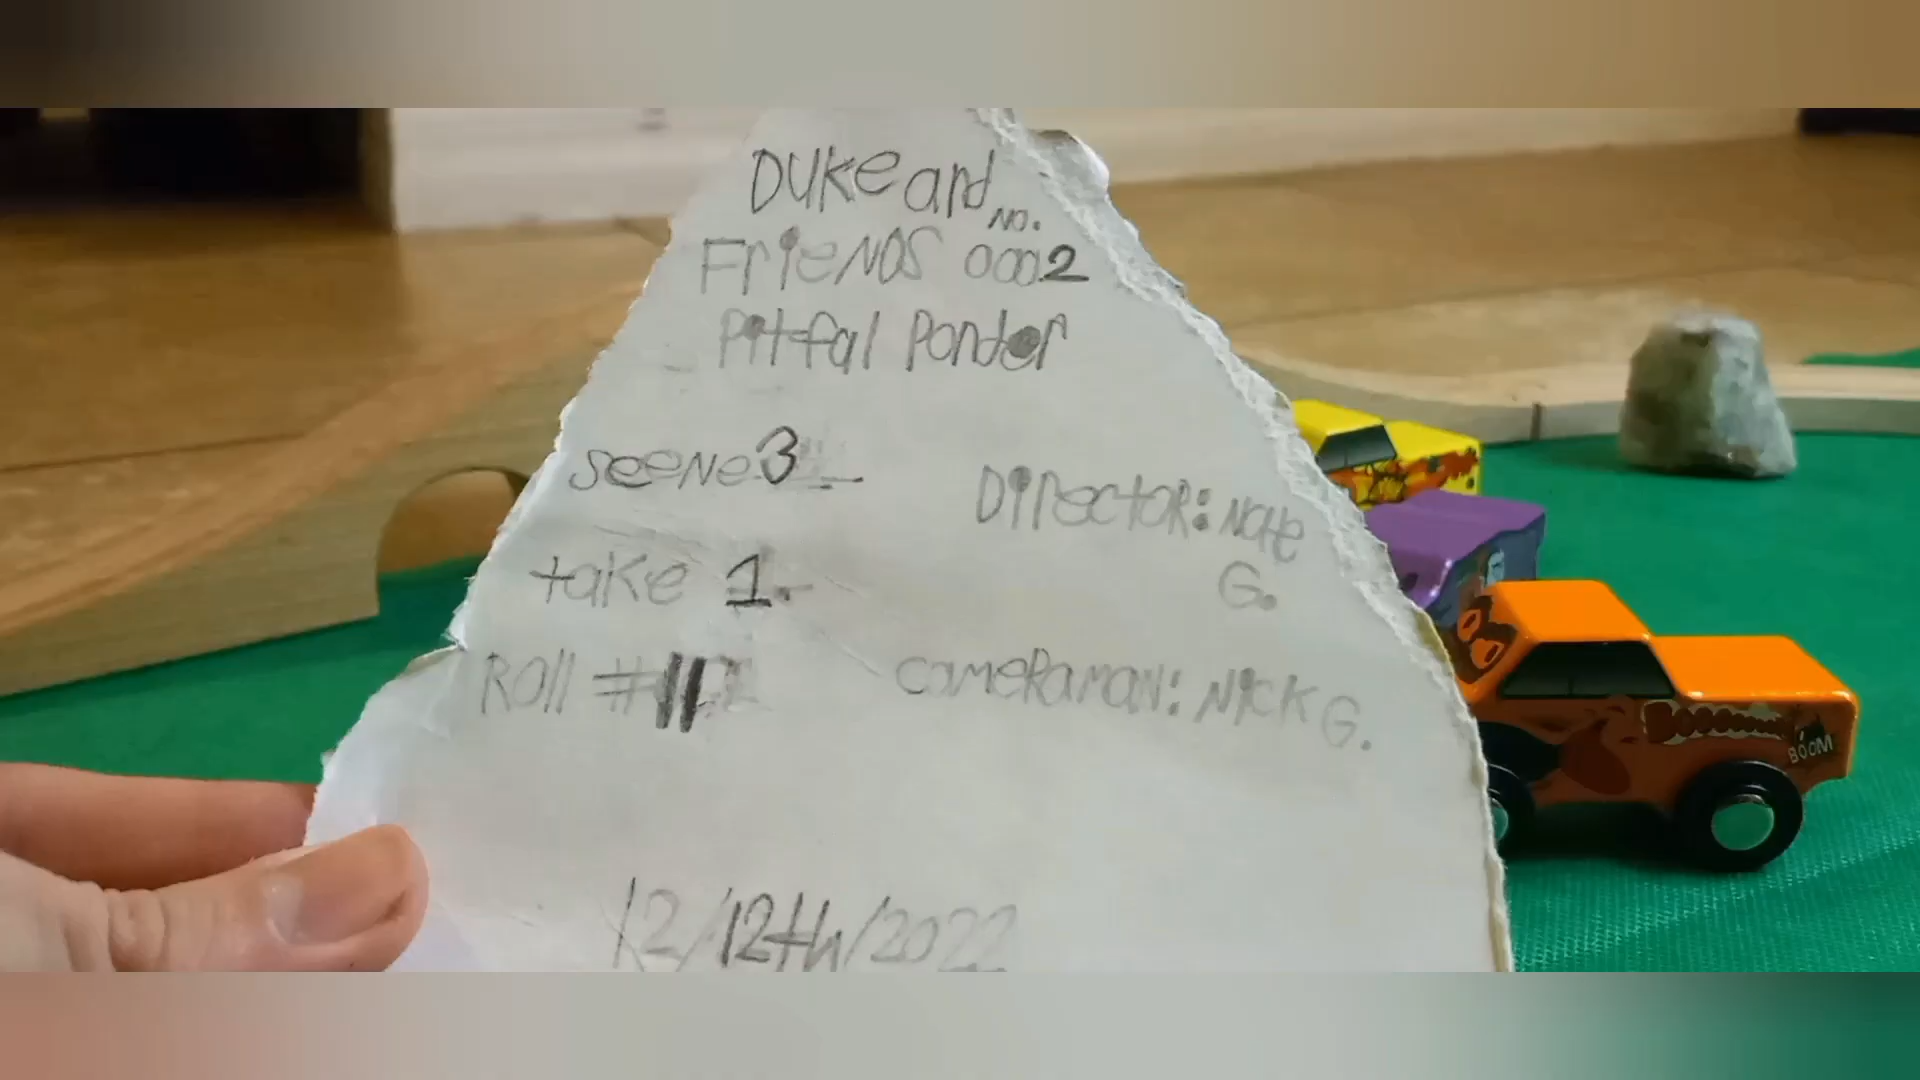 Duke and
No.
Friends 0002
Pitfal Ponder
seene 3
Director: Nate
G.
take 1.
Roll #11
cameraman: Nick G.
12/12th/2022
BOOM